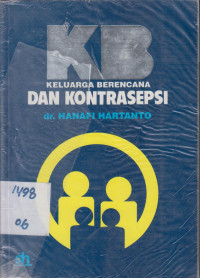 KB
KELUARGA BERENCANA
DAN KONTRASEPSI
dr. HANAFI HARTANTO
1498
06
sh